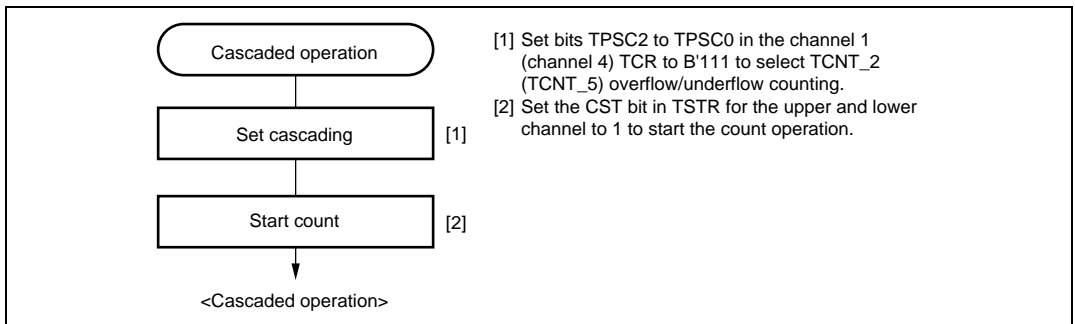 Cascaded operation
Set cascading
[1]
Start count
[2]
<Cascaded operation>
[1] Set bits TPSC2 to TPSC0 in the channel 1
(channel 4) TCR to B'111 to select TCNT_2
(TCNT_5) overflow/underflow counting.
[2] Set the CST bit in TSTR for the upper and lower
channel to 1 to start the count operation.